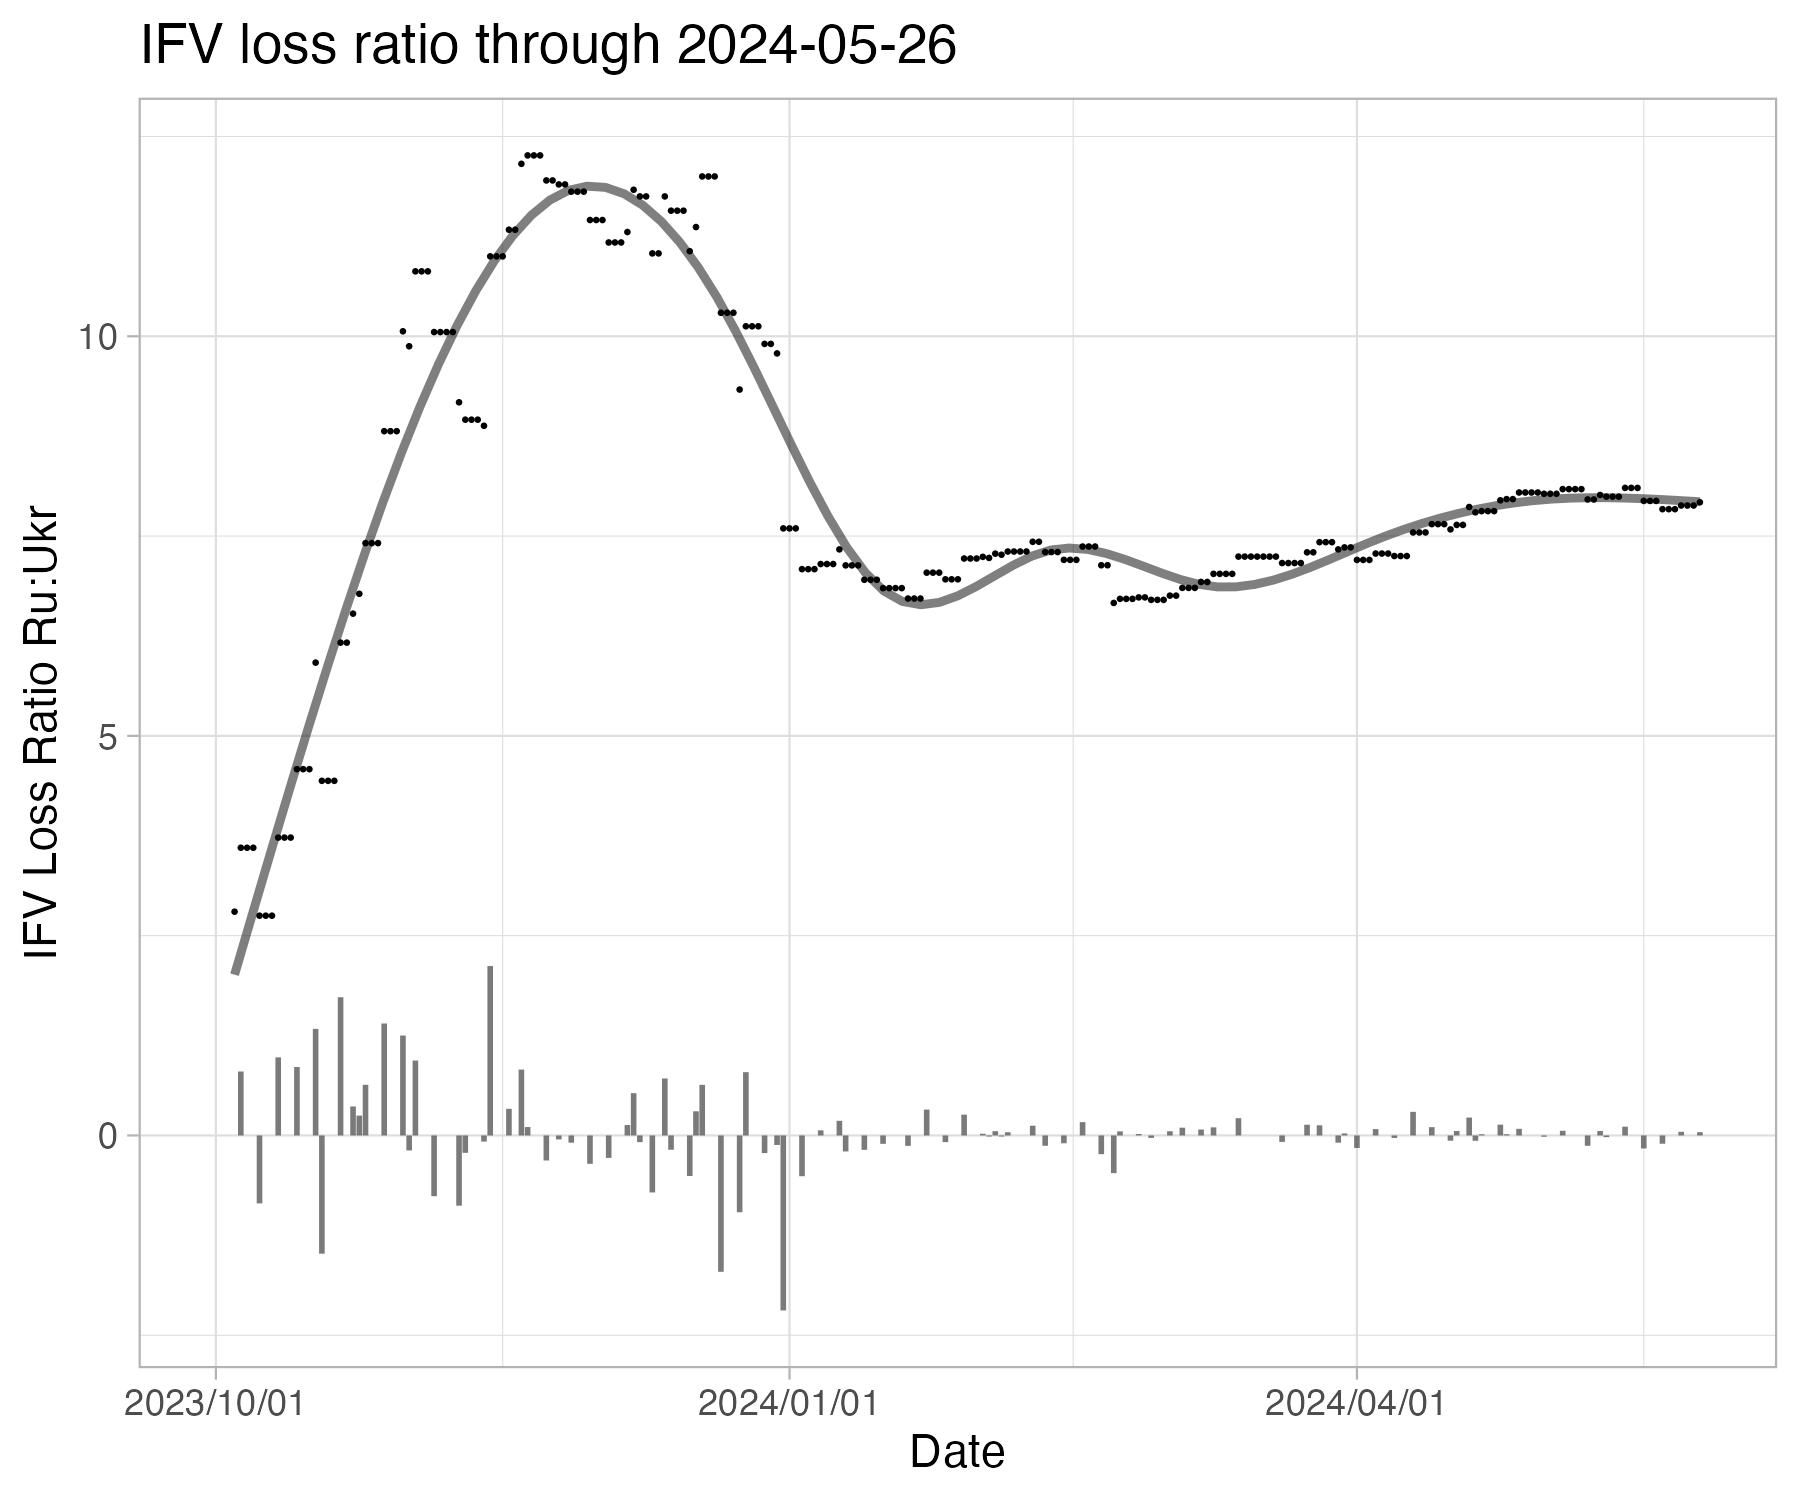 IFV loss ratio through 2024-05-26
IFV Loss Ratio Ru:Ukr
10
5
0
2023/10/01
2024/01/01
2024/04/01
Date